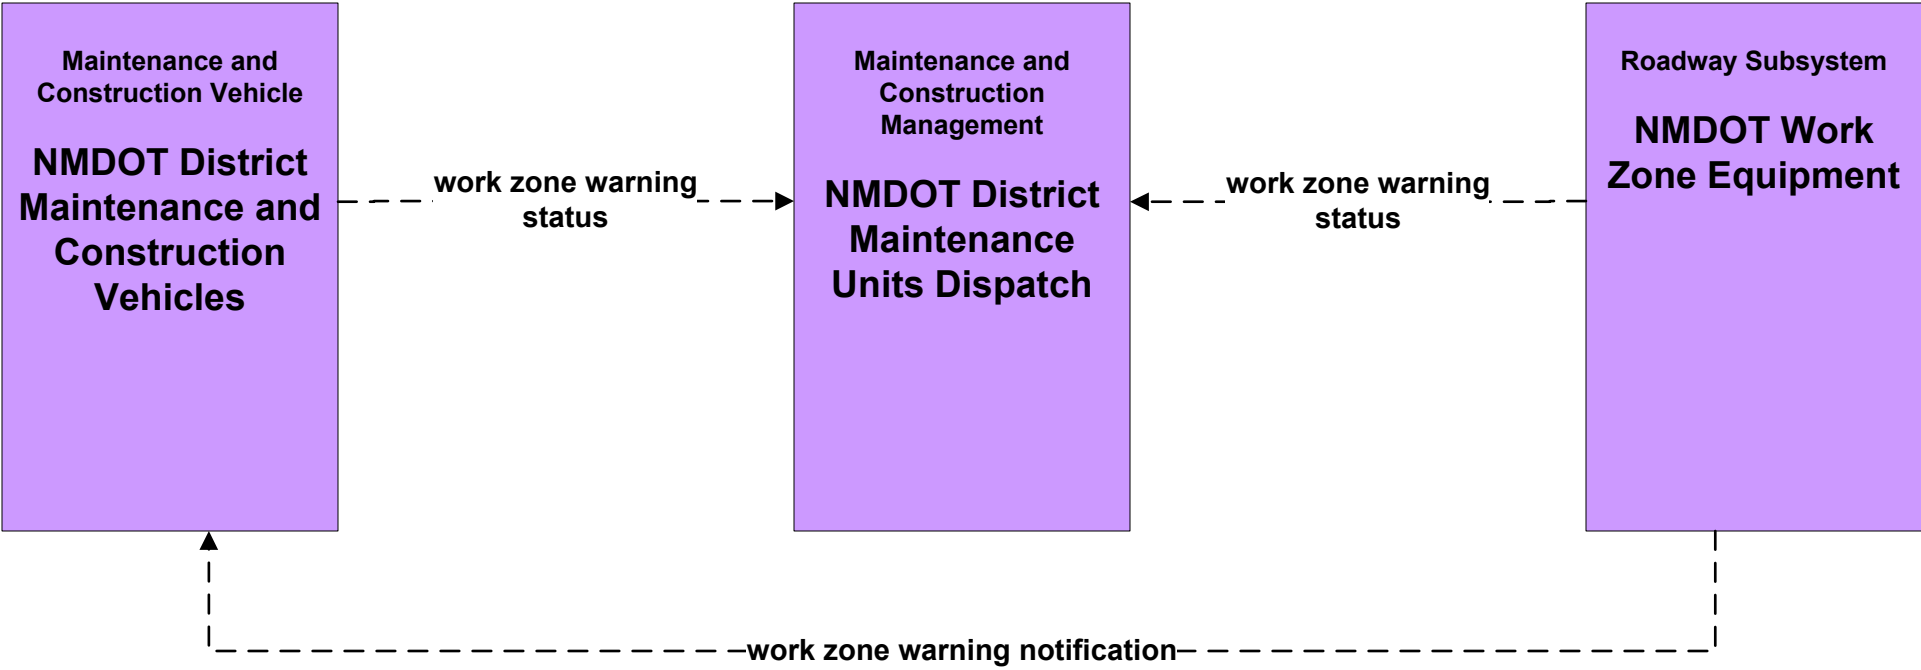 Maintenance and
Construction Vehicle
NMDOT District
Maintenance and
Construction
Vehicles
work zone warning
status
Maintenance and
Construction
Management
NMDOT District
Maintenance
Units Dispatch
work zone warning
status
Roadway Subsystem
NMDOT Work
Zone Equipment
work zone warning notification